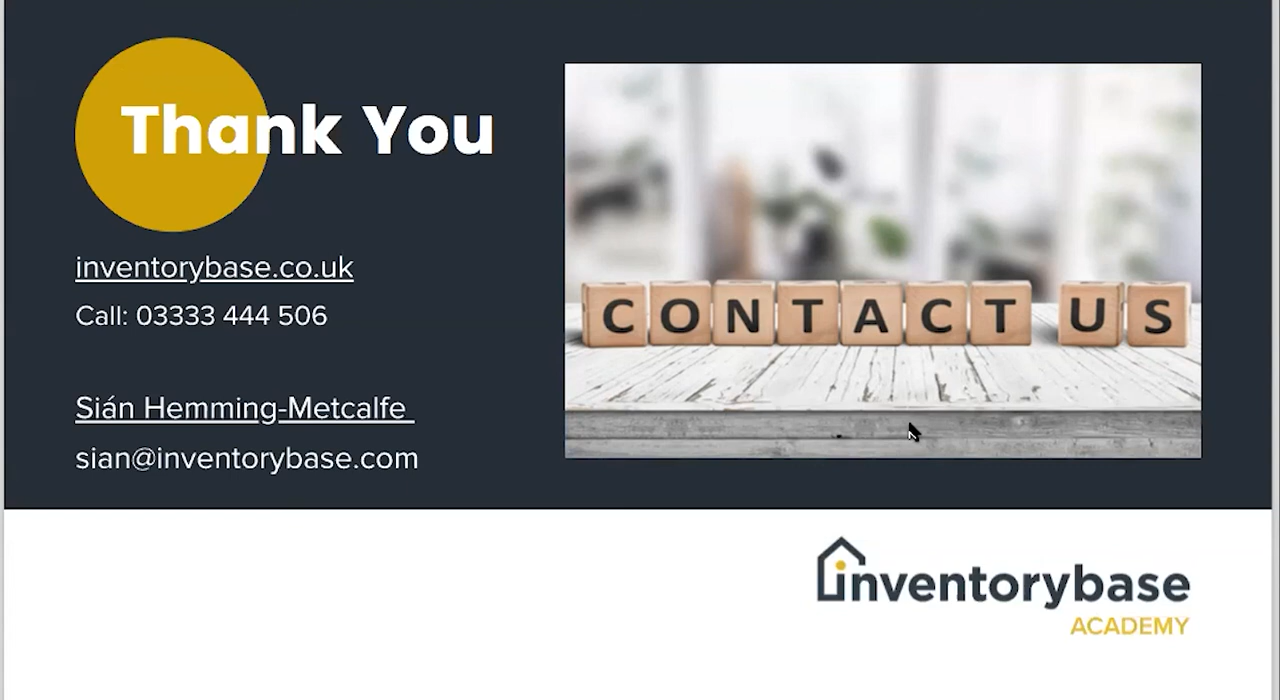 Thank You
inventorybase.co.uk
Call: 03333 444 506
Sián Hemming-Metcalfe
sian@inventorybase.com
CONTACT US
inventorybase
ACADEMY